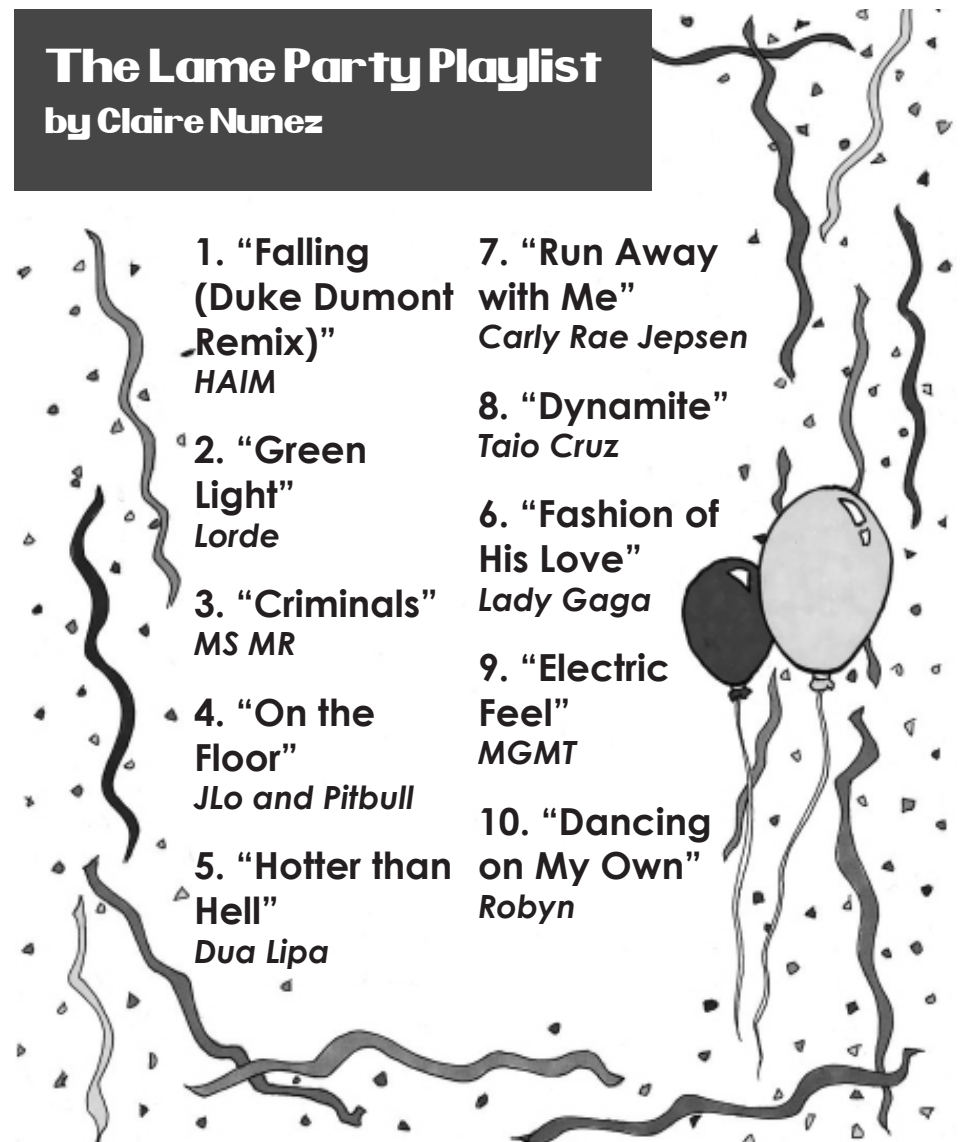 The Lame Party Playlist
by Claire Nunez
1. “Falling
(Duke Dumont
Remix)”
HAIM
2. “Green
Light”
Lorde
3. “Criminals”
MS MR
4. “On the
Floor”
JLo and Pitbull
5. “Hotter than
Hell”
Dua Lipa
7. “Run Away
with Me”
Carly Rae Jepsen
8. “Dynamite”
Taio Cruz
6. “Fashion of
His Love”
Lady Gaga
9. “Electric
Feel”
MGMT
10. “Dancing
on My Own”
Robyn